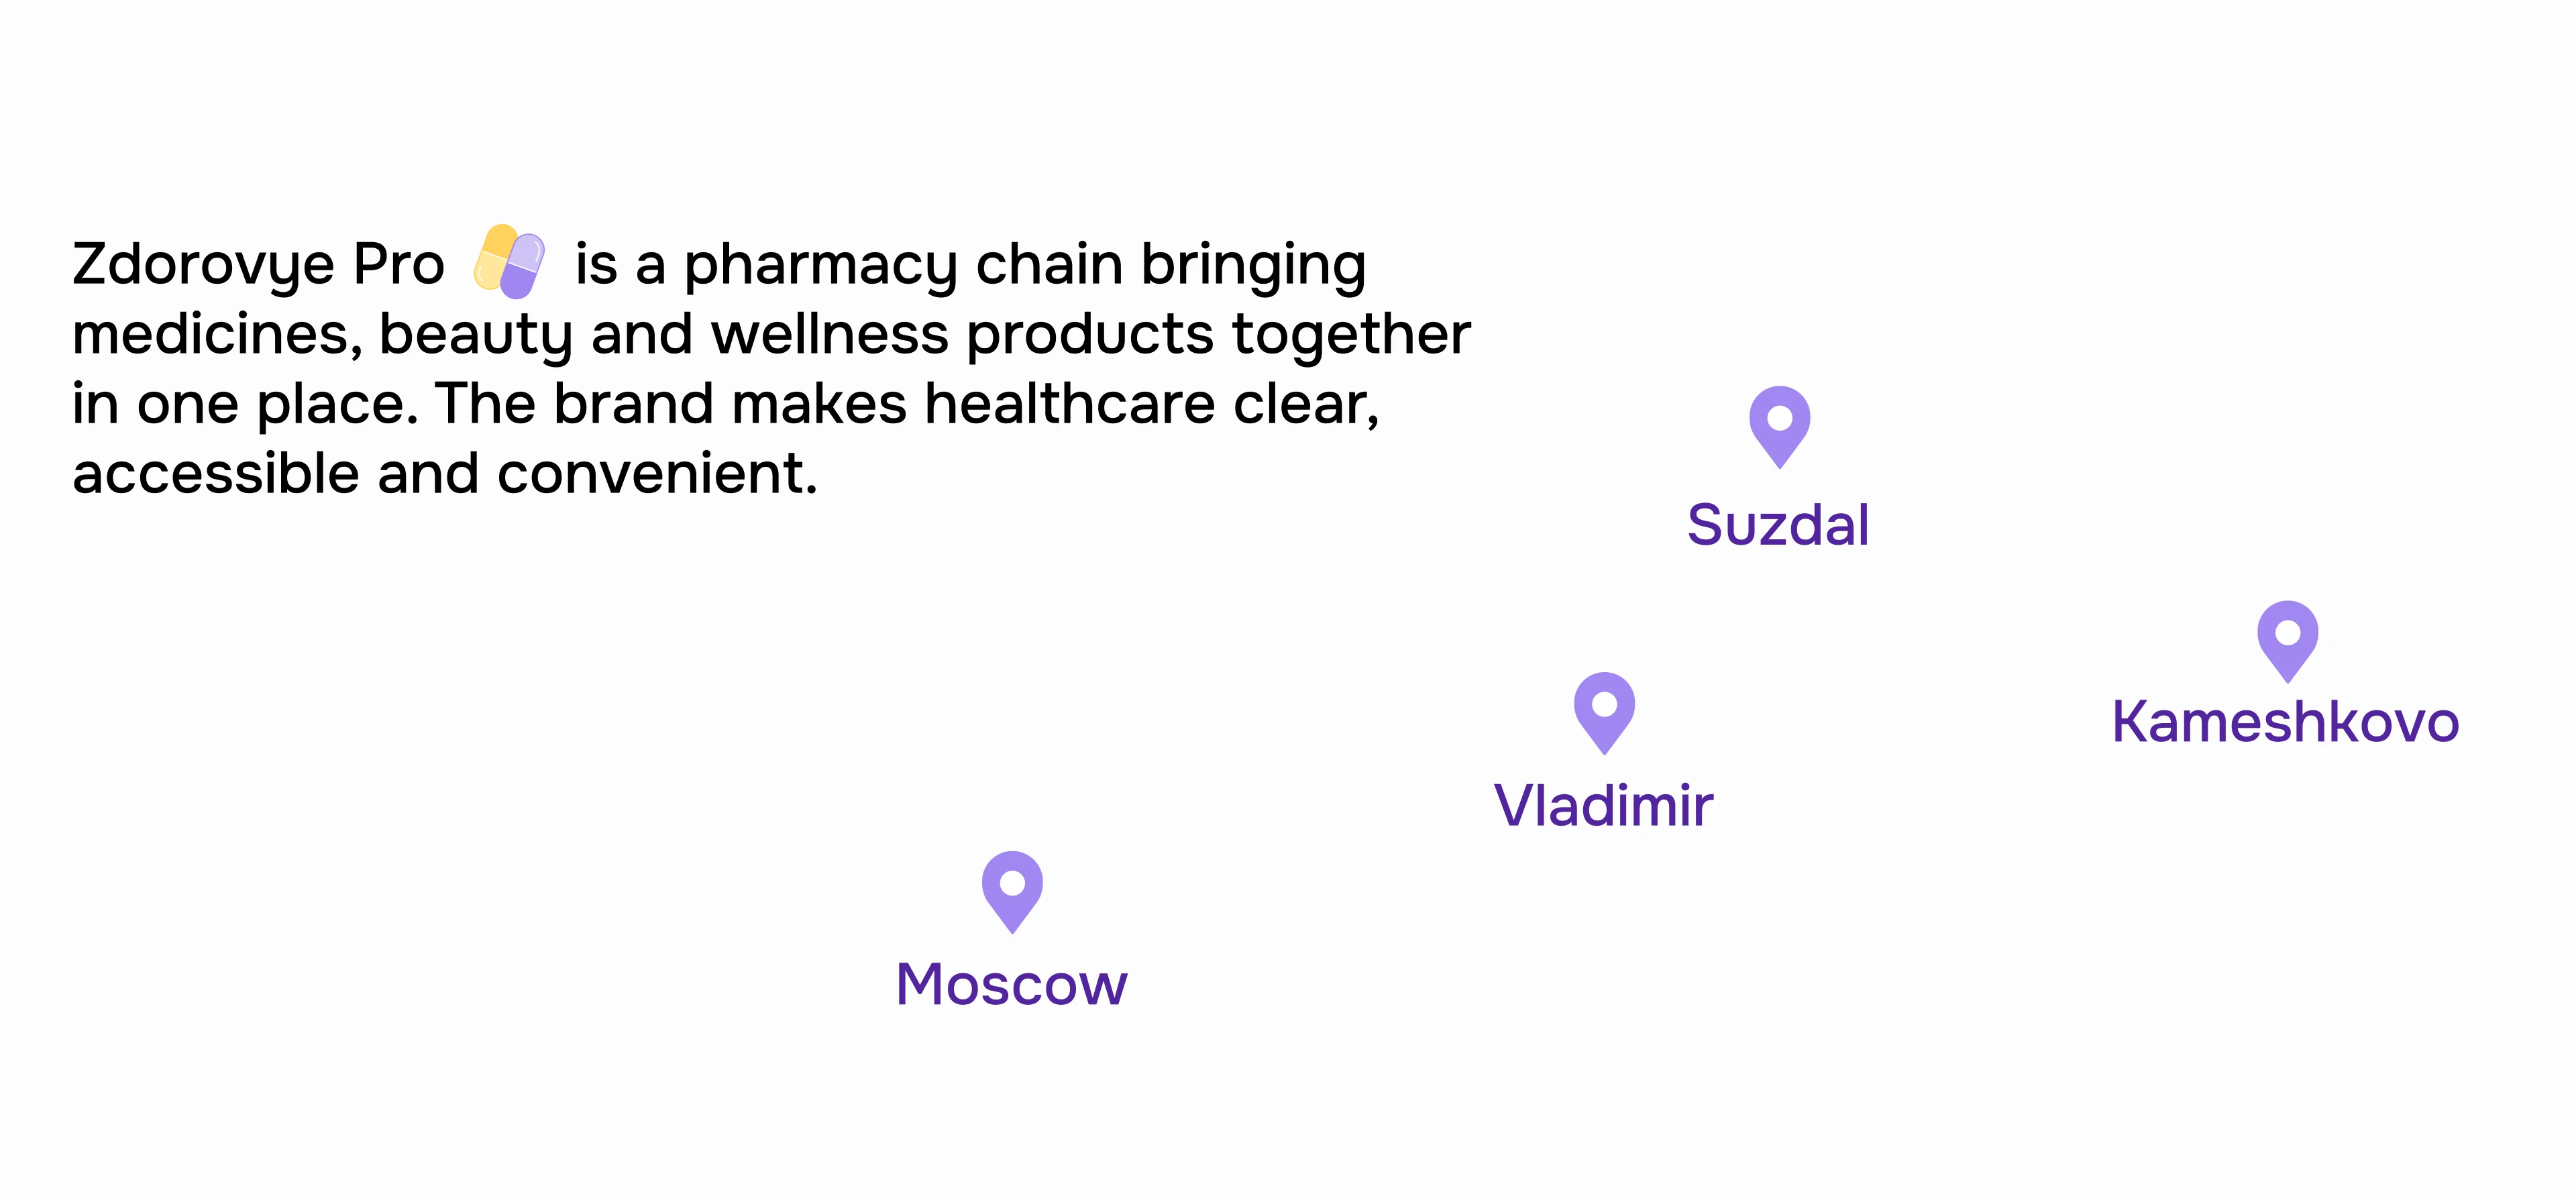 Zdorovye Pro is a pharmacy chain bringing
medicines, beauty and wellness products together
in one place. The brand makes healthcare clear,
accessible and convenient.
Suzdal
Kameshkovo
Vladimir
Moscow